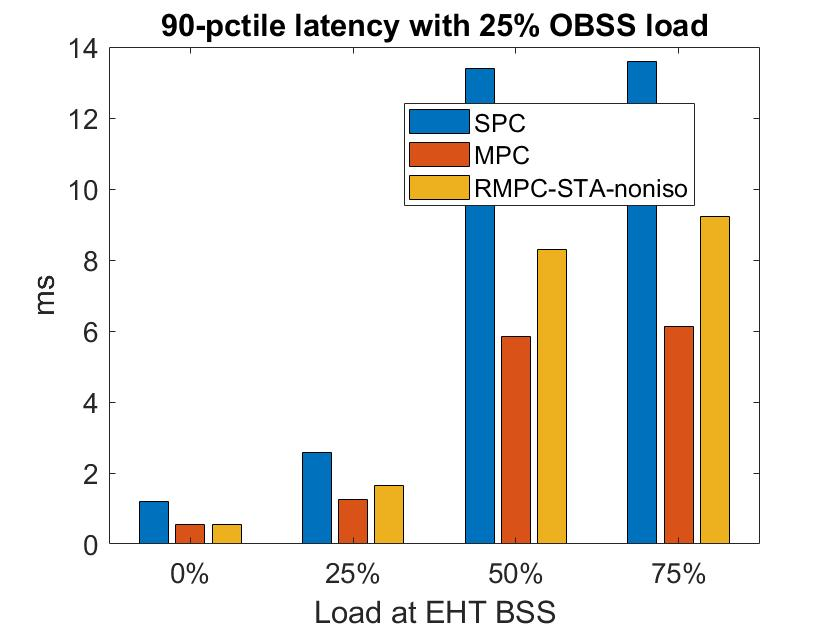 90-pctile latency with 25% OBSS load
14
12
10
8
6
4
2
0
ms
SPC
MPC
RMPC-STA-noniso
0% 25% 50% 75%
Load at EHT BSS